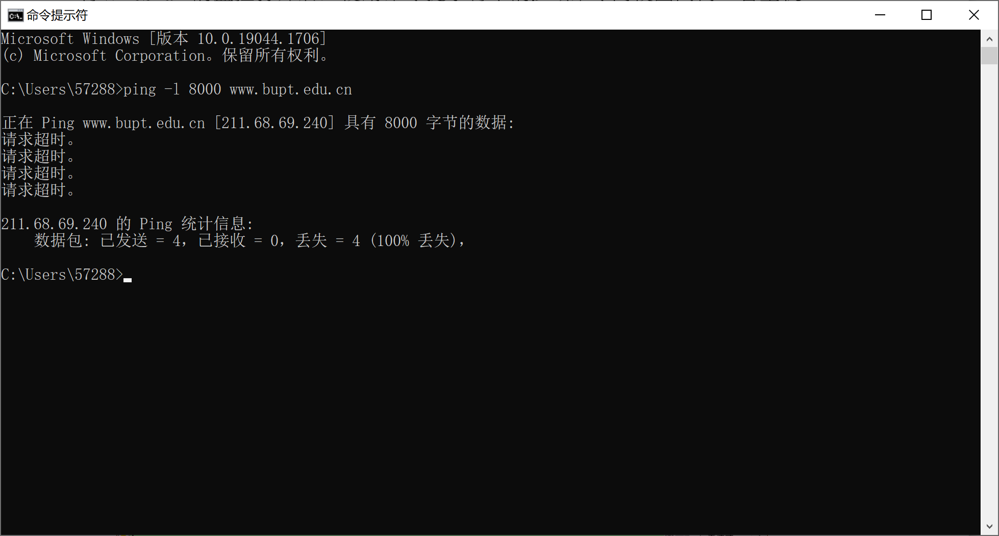 命令提示符
Microsoft Windows [版本 10.0.19044.1706]
(c) Microsoft Corporation。保留所有权利。
C:\Users\57288>ping -l 8000 www.bupt.edu.cn
正在 Ping www.bupt.edu.cn [211.68.69.240] 具有 8000 字节的数据:
请求超时。
请求超时。
请求超时。
请求超时。
211.68.69.240 的 Ping 统计信息:
数据包: 已发送 = 4，已接收 = 0，丢失 = 4 (100% 丢失)，
C:\Users\57288>